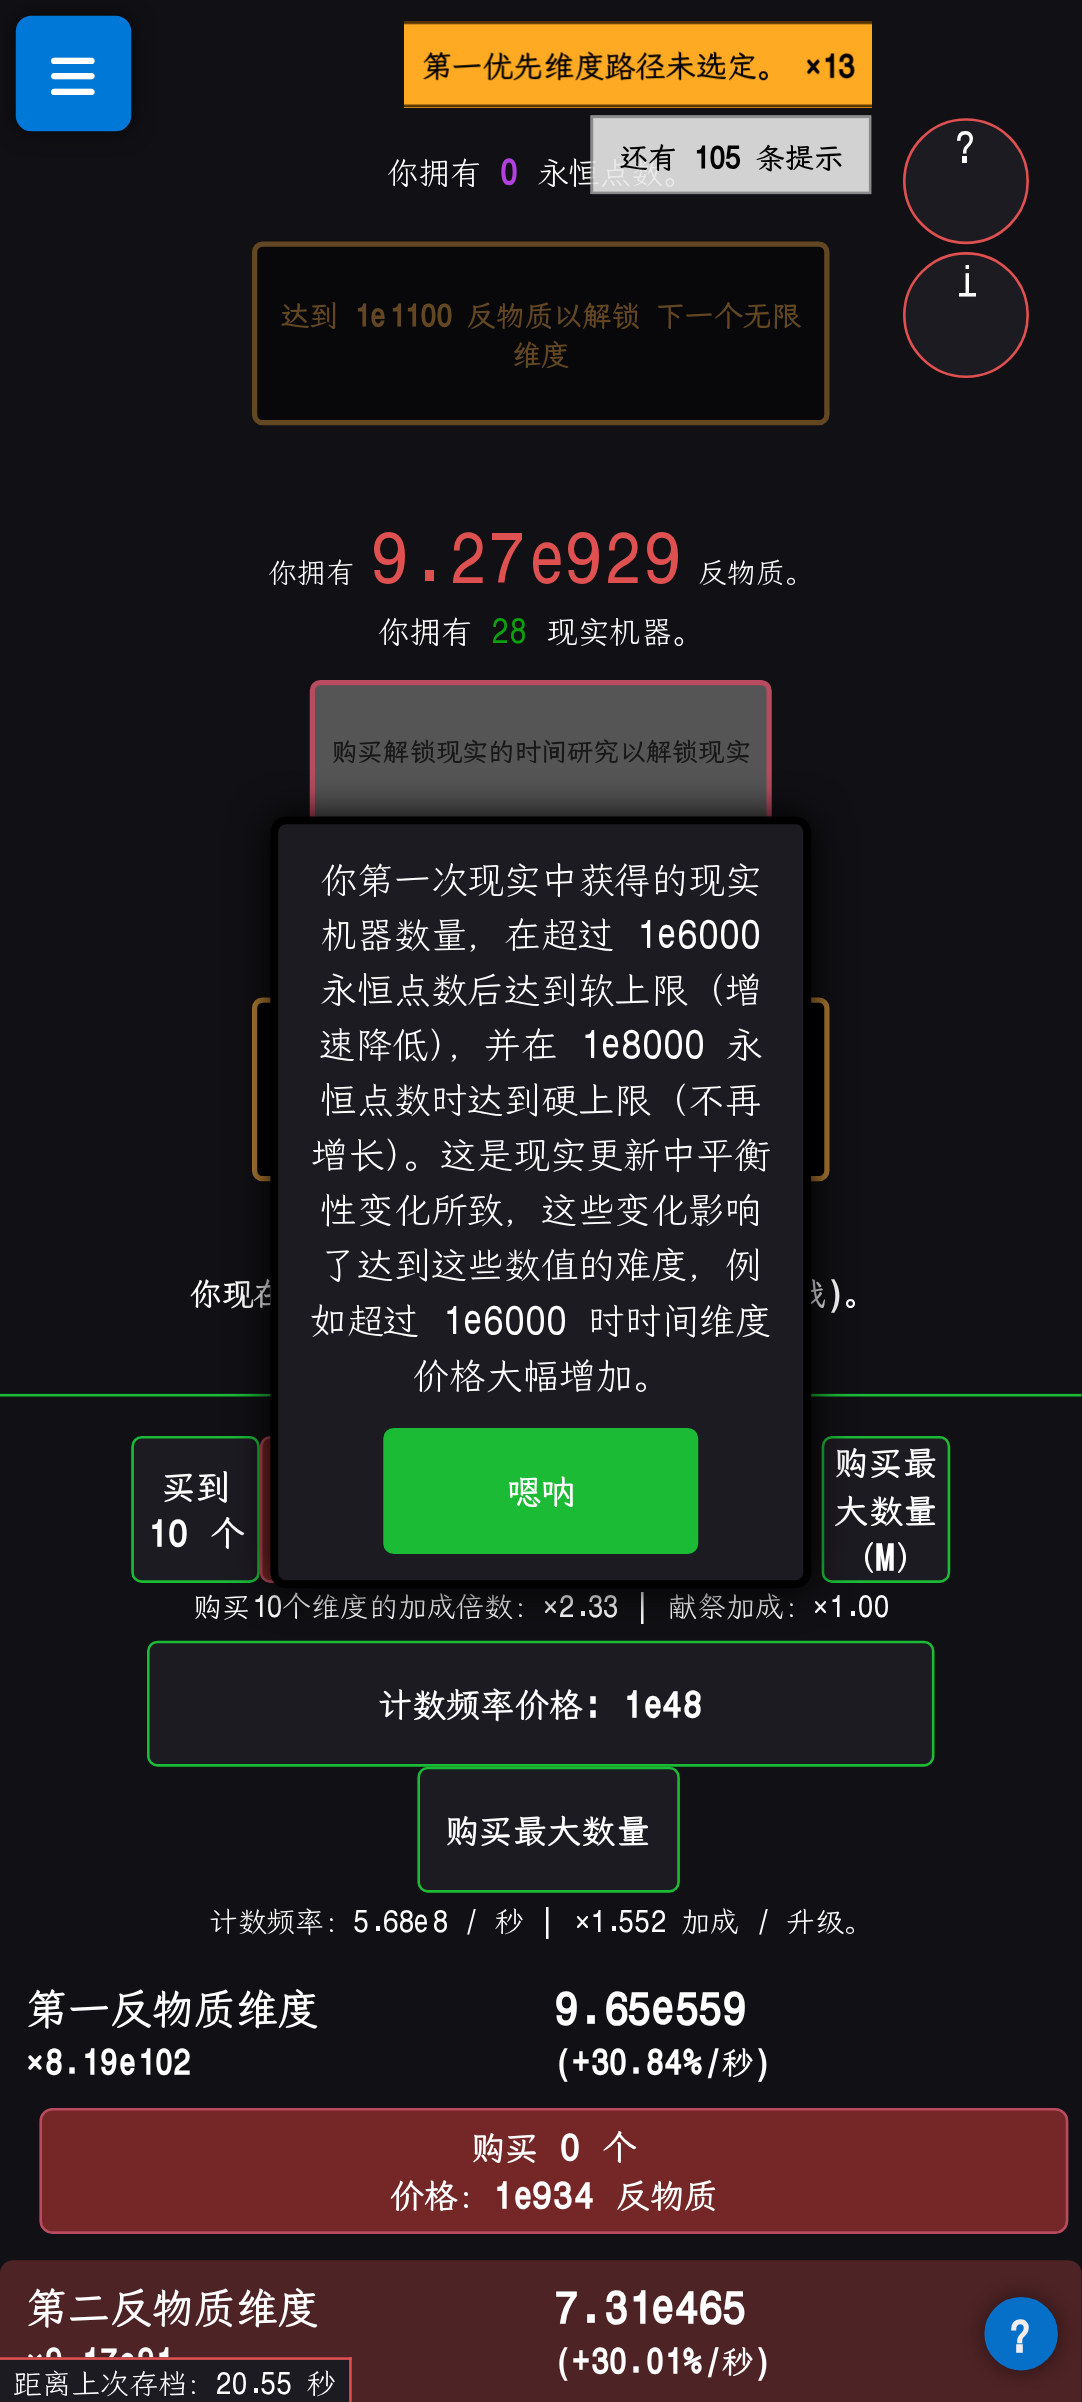 第一优先维度路径未选定。 ×13
还有 105 条提示
你拥有 0 永恒点数。
?
i
达到 1e1100 反物质以解锁 下一个无限
维度
你拥有 9.27e929 反物质。
你拥有 28 现实机器。
购买解锁现实的时间研究以解锁现实
你第一次现实中获得的现实
机器数量, 在超过 1e6000
永恒点数后达到软上限 (增
速降低), 并在 1e8000 永
恒点数时达到硬上限 (不再
增长)。这是现实更新中平衡
性变化所致, 这些变化影响
了达到这些数值的难度, 例
如超过 1e6000 时时间维度
价格大幅增加。
嗯呐
你现在
)。
买到
10 个
购买最
大数量
(M)
购买10个维度的加成倍数: ×2.33 | 献祭加成: ×1.00
计数频率价格: 1e48
购买最大数量
计数频率: 5.68e8 / 秒 | ×1.552 加成 / 升级。
第一反物质维度 9.65e559
×8.19e102 (+30.84%/秒)
购买 0 个
价格: 1e934 反物质
第二反物质维度 7.31e465
(+30.01%/秒)
?
距离上次存档: 20.55 秒